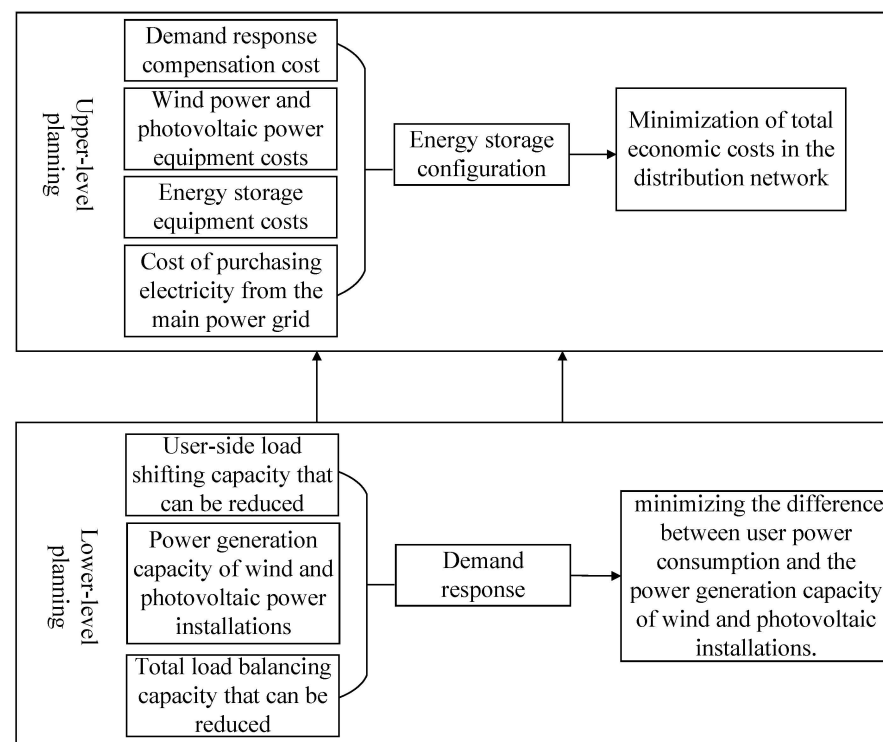 Upper-level
planning
Demand response
compensation cost
Wind power and
photovoltaic power
equipment costs
Energy storage
equipment costs
Cost of purchasing
electricity from the
main power grid
Energy storage
configuration
Minimization of total
economic costs in the
distribution network
Lower-level
planning
User-side load
shifting capacity that
can be reduced
Power generation
capacity of wind and
photovoltaic power
installations
Total load balancing
capacity that can be
reduced
Demand
response
minimizing the difference
between user power
consumption and the
power generation capacity
of wind and photovoltaic
installations.